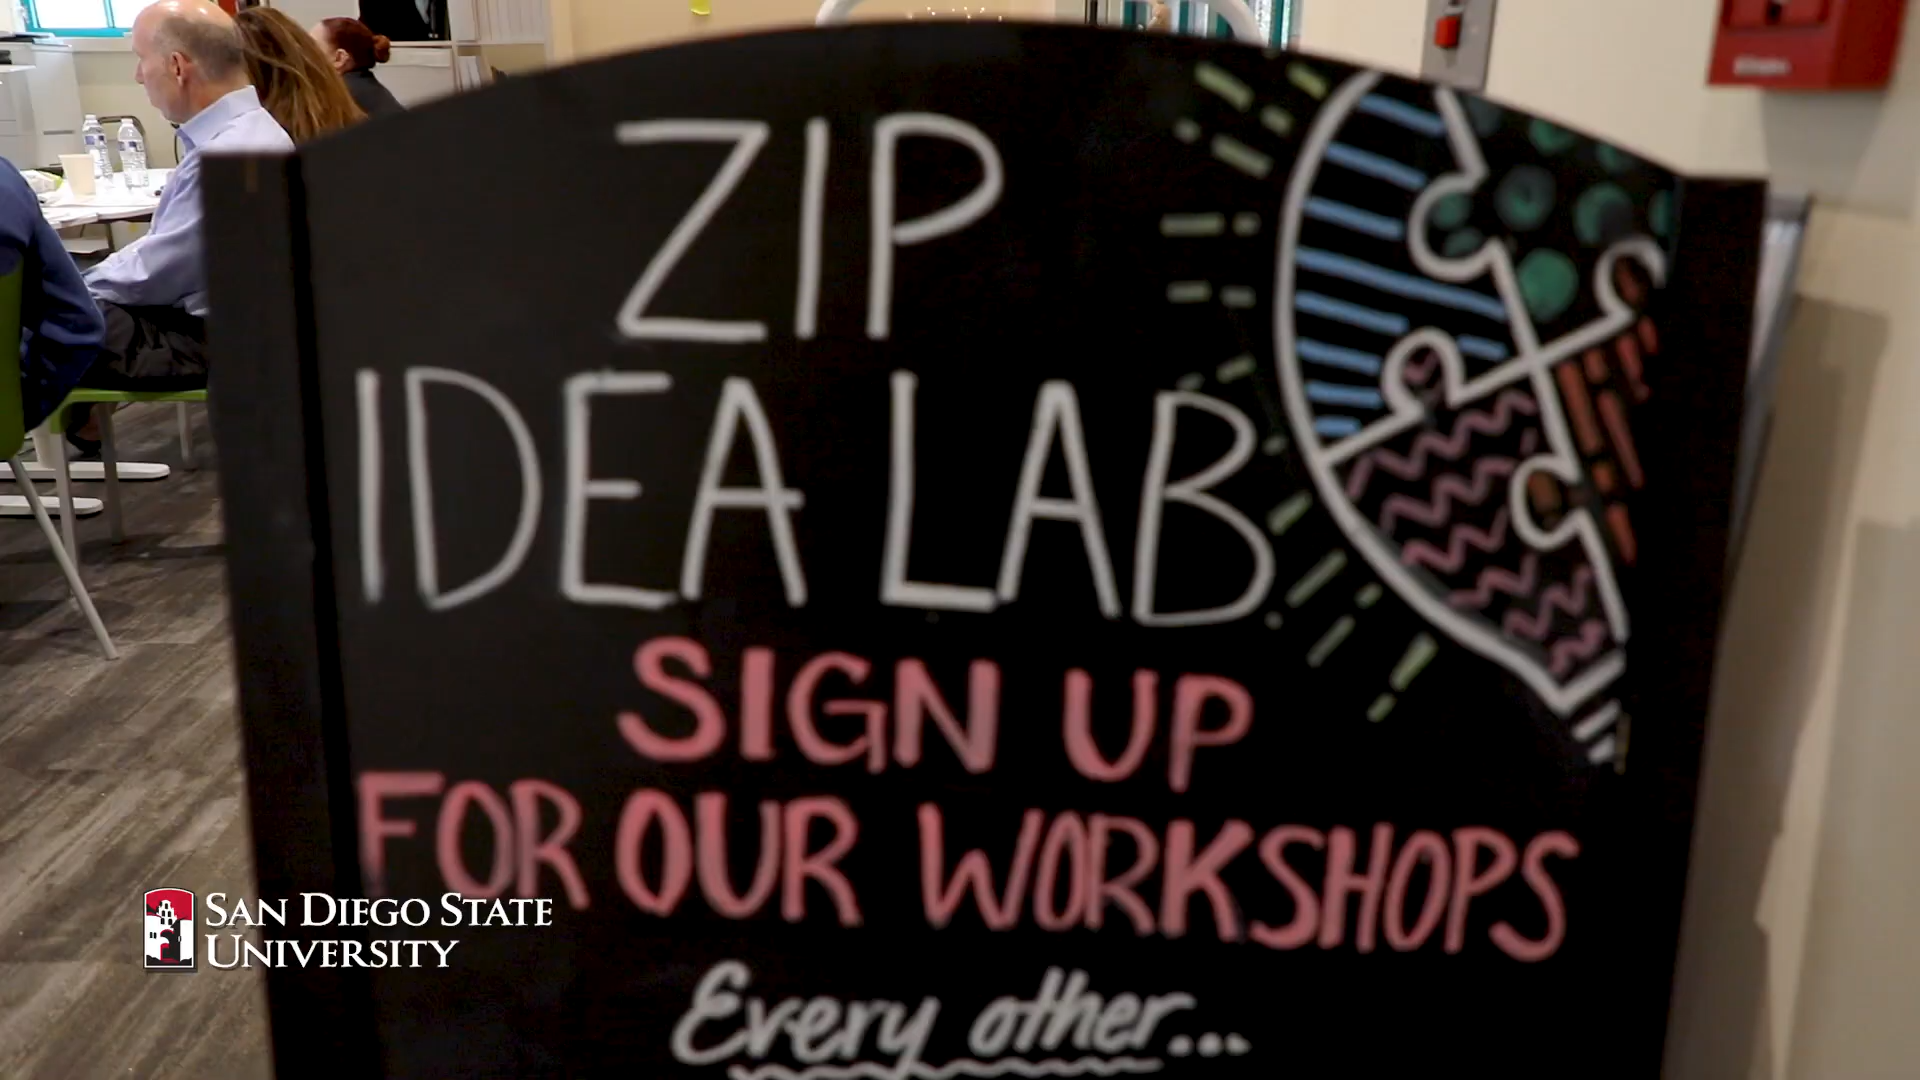 ZIP
IDEA LAB
SIGN UP
FOR OUR WORKSHOPS
Every other...
SAN DIEGO STATE
UNIVERSITY